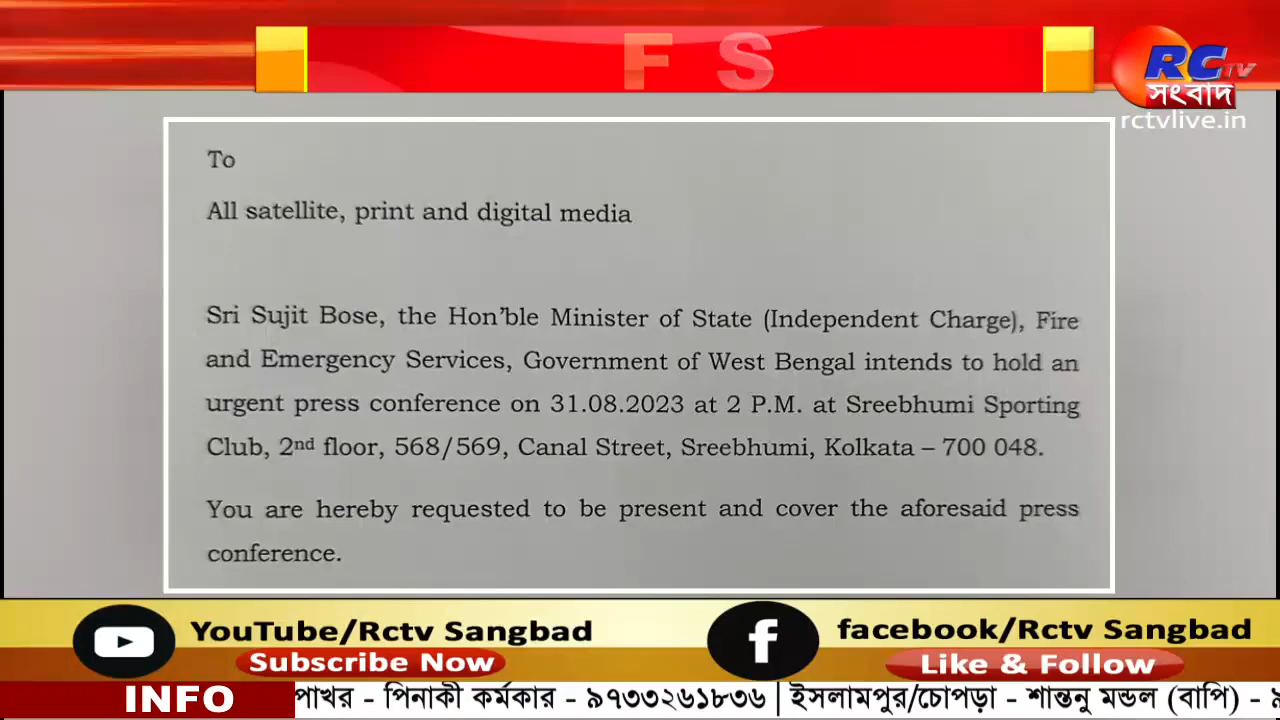 F S
RCTV
সংবাদ
rctvlive.in
To
All satellite, print and digital media
Sri Sujit Bose, the Hon’ble Minister of State (Independent Charge), Fire
and Emergency Services, Government of West Bengal intends to hold an
urgent press conference on 31.08.2023 at 2 P.M. at Sreebhumi Sporting
Club, 2nd floor, 568/569, Canal Street, Sreebhumi, Kolkata – 700 048.
You are hereby requested to be present and cover the aforesaid press
conference.
YouTube/Rctv Sangbad
Subscribe Now
facebook/Rctv Sangbad
Like & Follow
INFO
পাখর - পিনাকী কর্মকার - ৯৭৩৩২৬১৮৩৬ | ইসলামপুর/চোপড়া - শান্তনু মন্ডল (বাপি) -